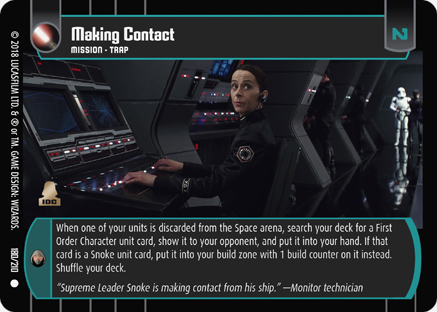 Making Contact
MISSION - TRAP
N
© 2018 LUCASFILM LTD. & ® or TM. GAME DESIGN: WIZARDS.
180/210
IDC
When one of your units is discarded from the Space arena, search your deck for a First
Order Character unit card, show it to your opponent, and put it into your hand. If that
card is a Snoke unit card, put it into your build zone with 1 build counter on it instead.
Shuffle your deck.
"Supreme Leader Snoke is making contact from his ship." —Monitor technician